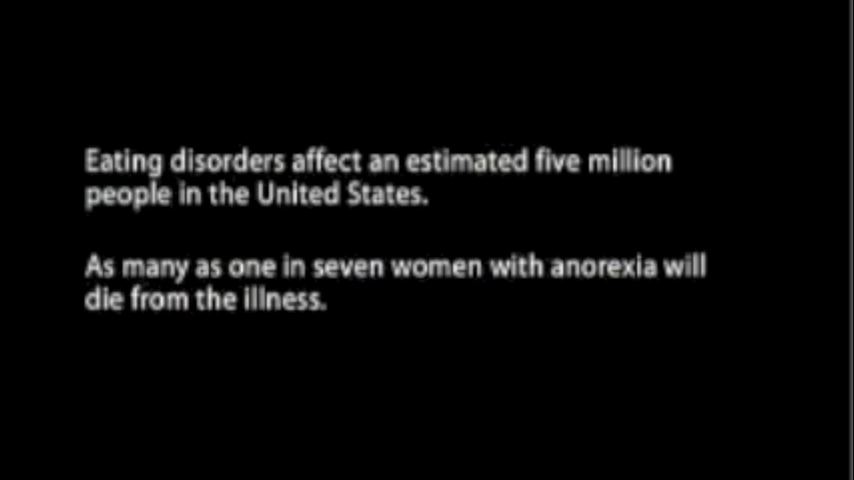 Eating disorders affect an estimated five million
people in the United States.
As many as one in seven women with anorexia will
die from the illness.